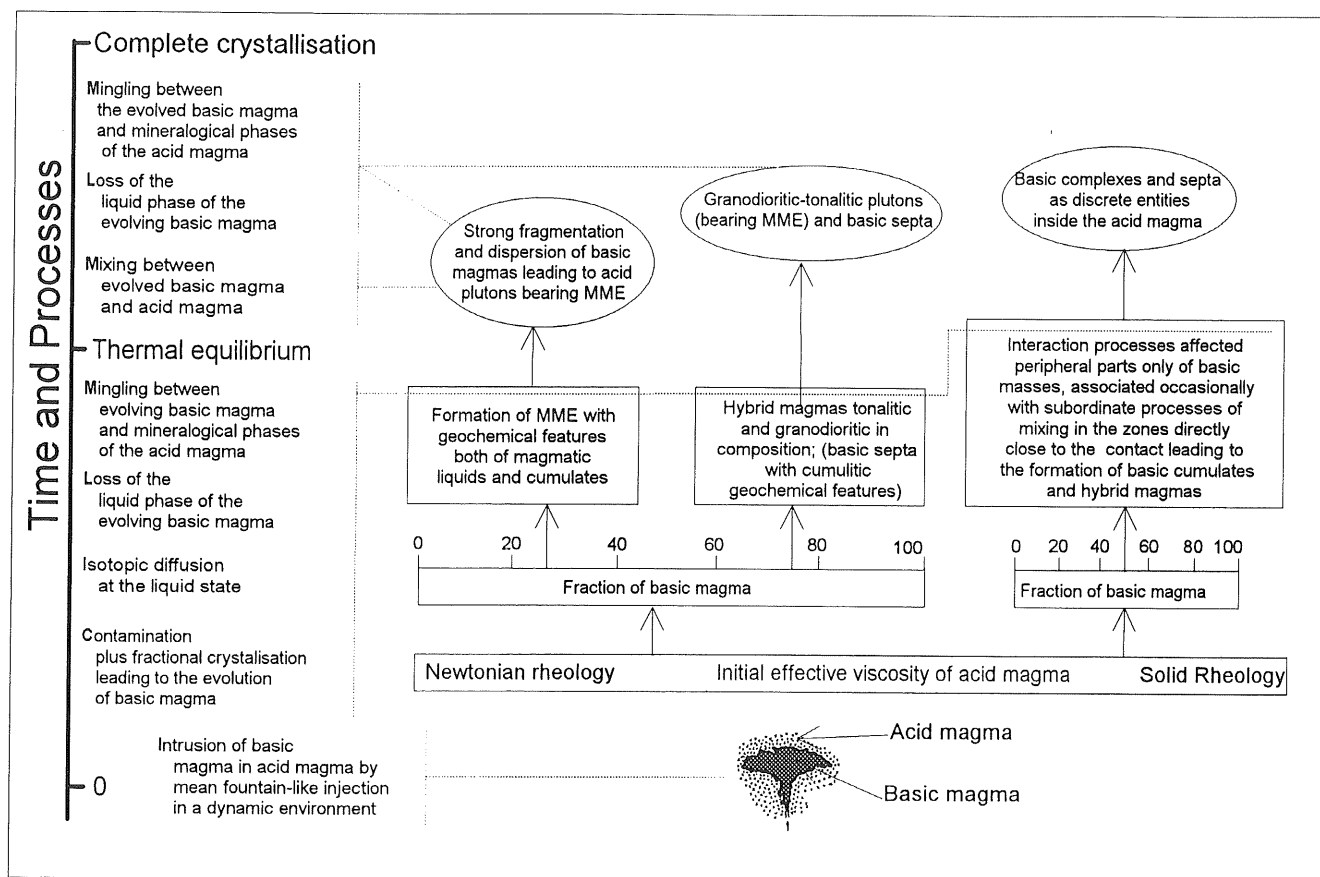 Time and Processes
Complete crystallisation
Mingling between
the evolved basic magma
and mineralogical phases
of the acid magma
Loss of the
liquid phase of the
evolving basic magma
Mixing between
evolved basic magma
and acid magma
Thermal equilibrium
Mingling between
evolving basic magma
and mineralogical phases
of the acid magma
Loss of the
liquid phase of the
evolving basic magma
Isotopic diffusion
at the liquid state
Contamination
plus fractional crystalisation
leading to the evolution
of basic magma
Intrusion of basic
magma in acid magma by
mean fountain-like injection
in a dynamic environment
0
Strong fragmentation
and dispersion of basic
magmas leading to acid
plutons bearing MME
Granodioritic-tonalitic plutons
(bearing MME) and basic septa
Basic complexes and septa
as discrete entities
inside the acid magma
Formation of MME with
geochemical features
both of magmatic
liquids and cumulates
Hybrid magmas tonalitic
and granodioritic in
composition; (basic septa
with cumulitic
geochemical features)
Interaction processes affected
peripheral parts only of basic
masses, associated occasionally
with subordinate processes of
mixing in the zones directly
close to the contact leading to
the formation of basic cumulates
and hybrid magmas
0 20 40 60 80 100
Fraction of basic magma
0 20 40 60 80 100
Fraction of basic magma
Newtonian rheology Initial effective viscosity of acid magma Solid Rheology
Acid magma
Basic magma